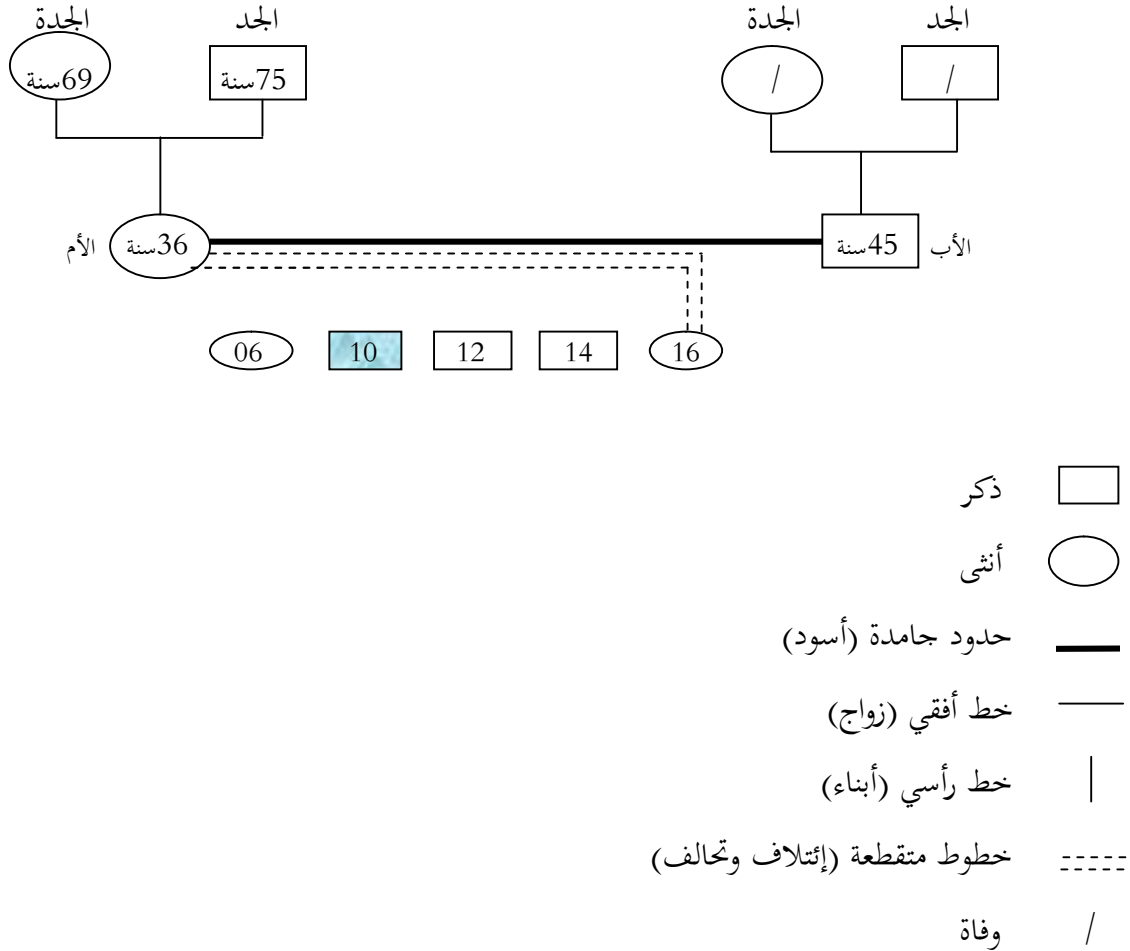 الجد الجدة الجد الجدة
/ / 75سنة 69سنة
الأب 45سنة 36سنة الأم
16 14 12 10 06
ذكر
أنثى
حدود جامدة (أسود)
خط أفقي (زواج)
خط رأسي (أبناء)
خطوط متقطعة (إئتلاف وتحالف)
/ وفاة